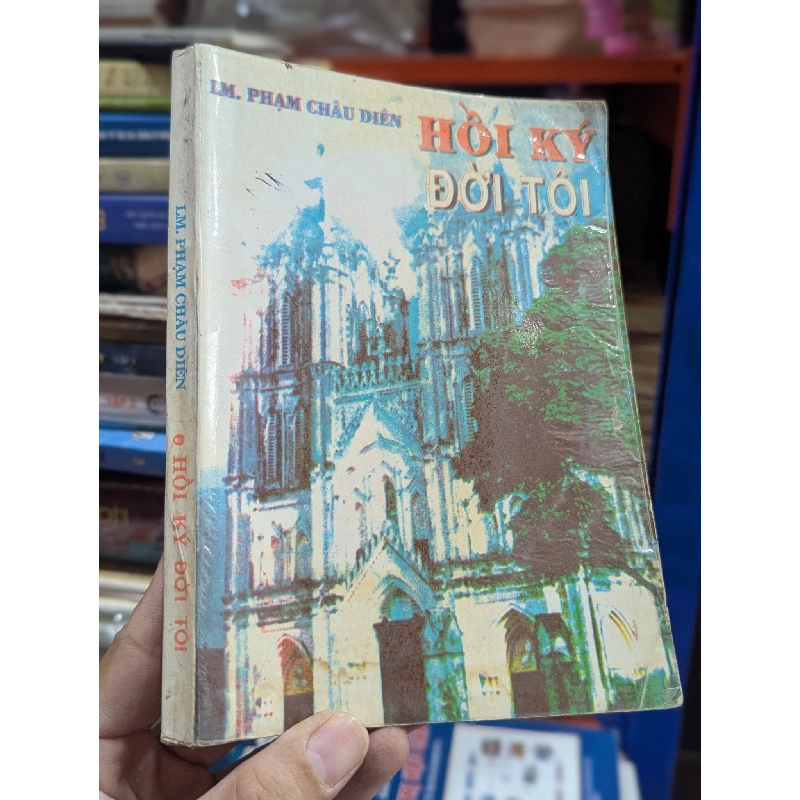 LM. PHẠM CHÂU DIÊN
HỒI KÝ
ĐỜI TÔI
LM. PHẠM CHÂU DIÊN
HỒI KÝ ĐỜI TÔI